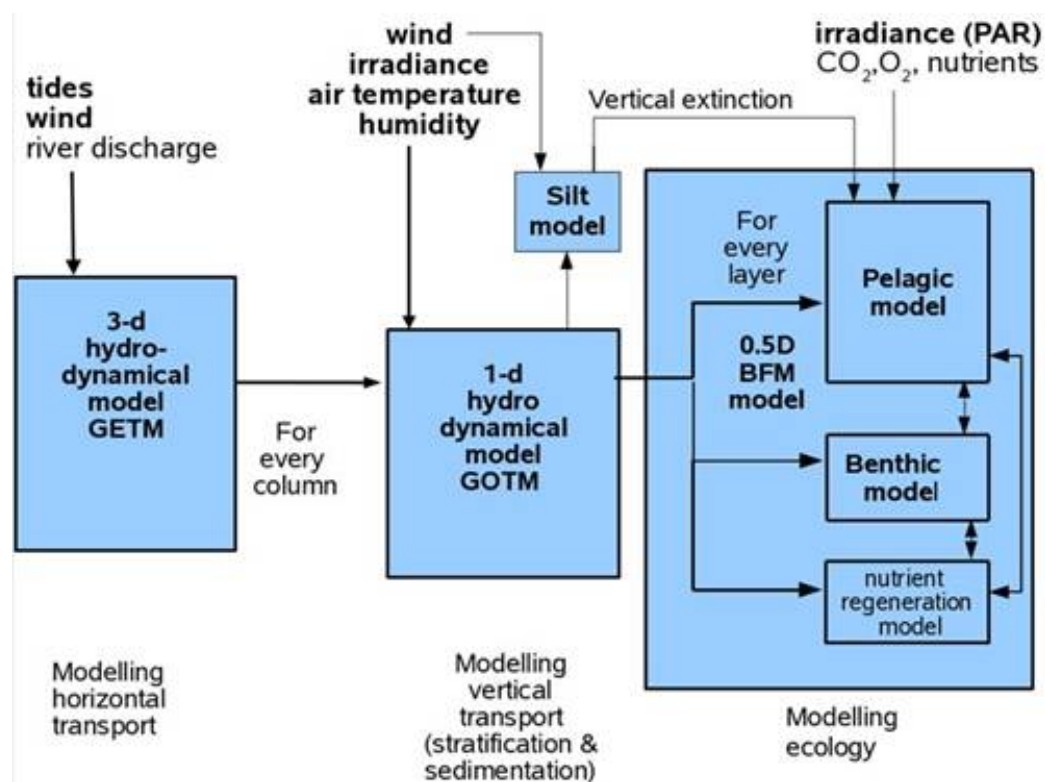 tides
wind
river discharge
wind
irradiance
air temperature
humidity
irradiance (PAR)
CO2,O2, nutrients
Vertical extinction
Silt
model
3-d
hydro-
dynamical
model
GETM
For
every
column
1-d
hydro
dynamical
model
GOTM
For
every
layer
0.5D
BFM
model
Pelagic
model
Benthic
model
nutrient
regeneration
model
Modelling
horizontal
transport
Modelling
vertical
transport
(stratification &
sedimentation)
Modelling
ecology